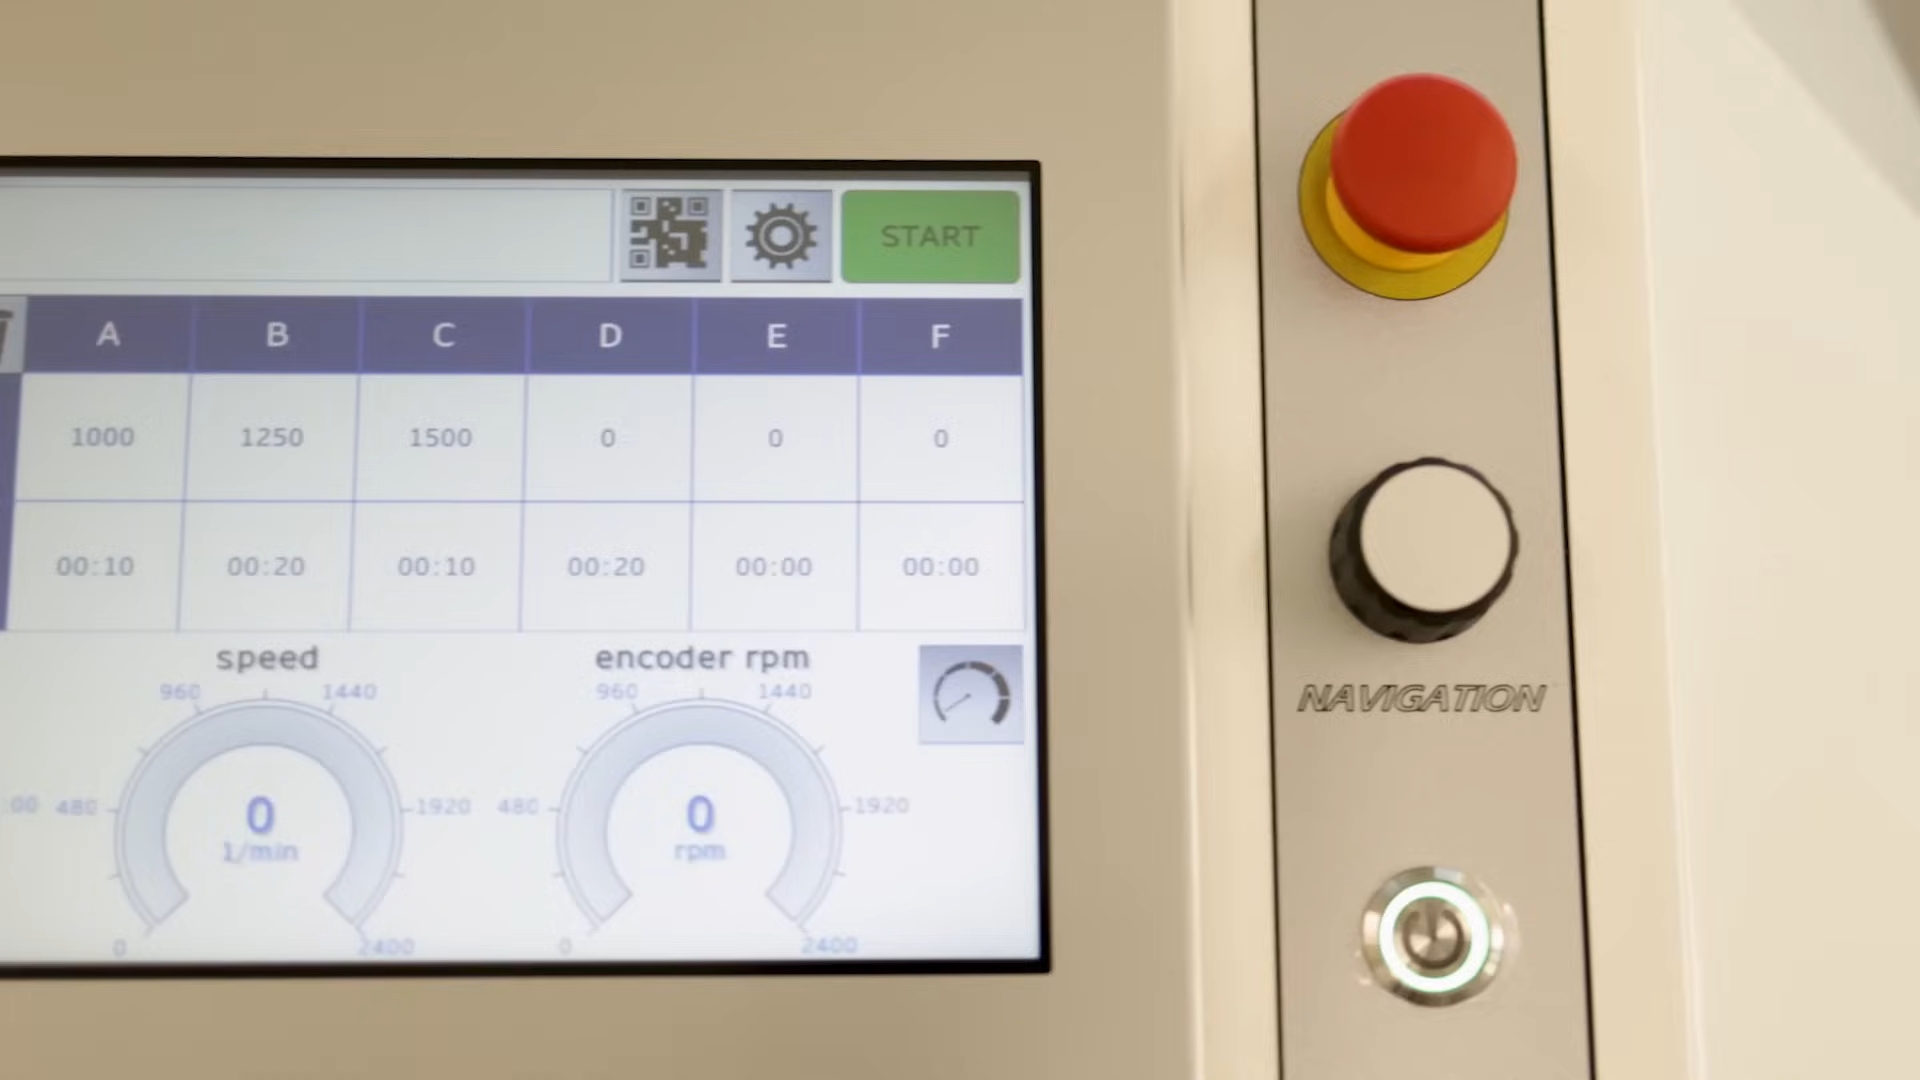 START
A B C D E F
1000 1250 1500 0 0 0
00:10 00:20 00:10 00:20 00:00 00:00
speed encoder rpm
960 1440 960 1440
NAVIGATION
:00 480 1920 480 1920
0 0
1/min rpm
0 2400 0 2400